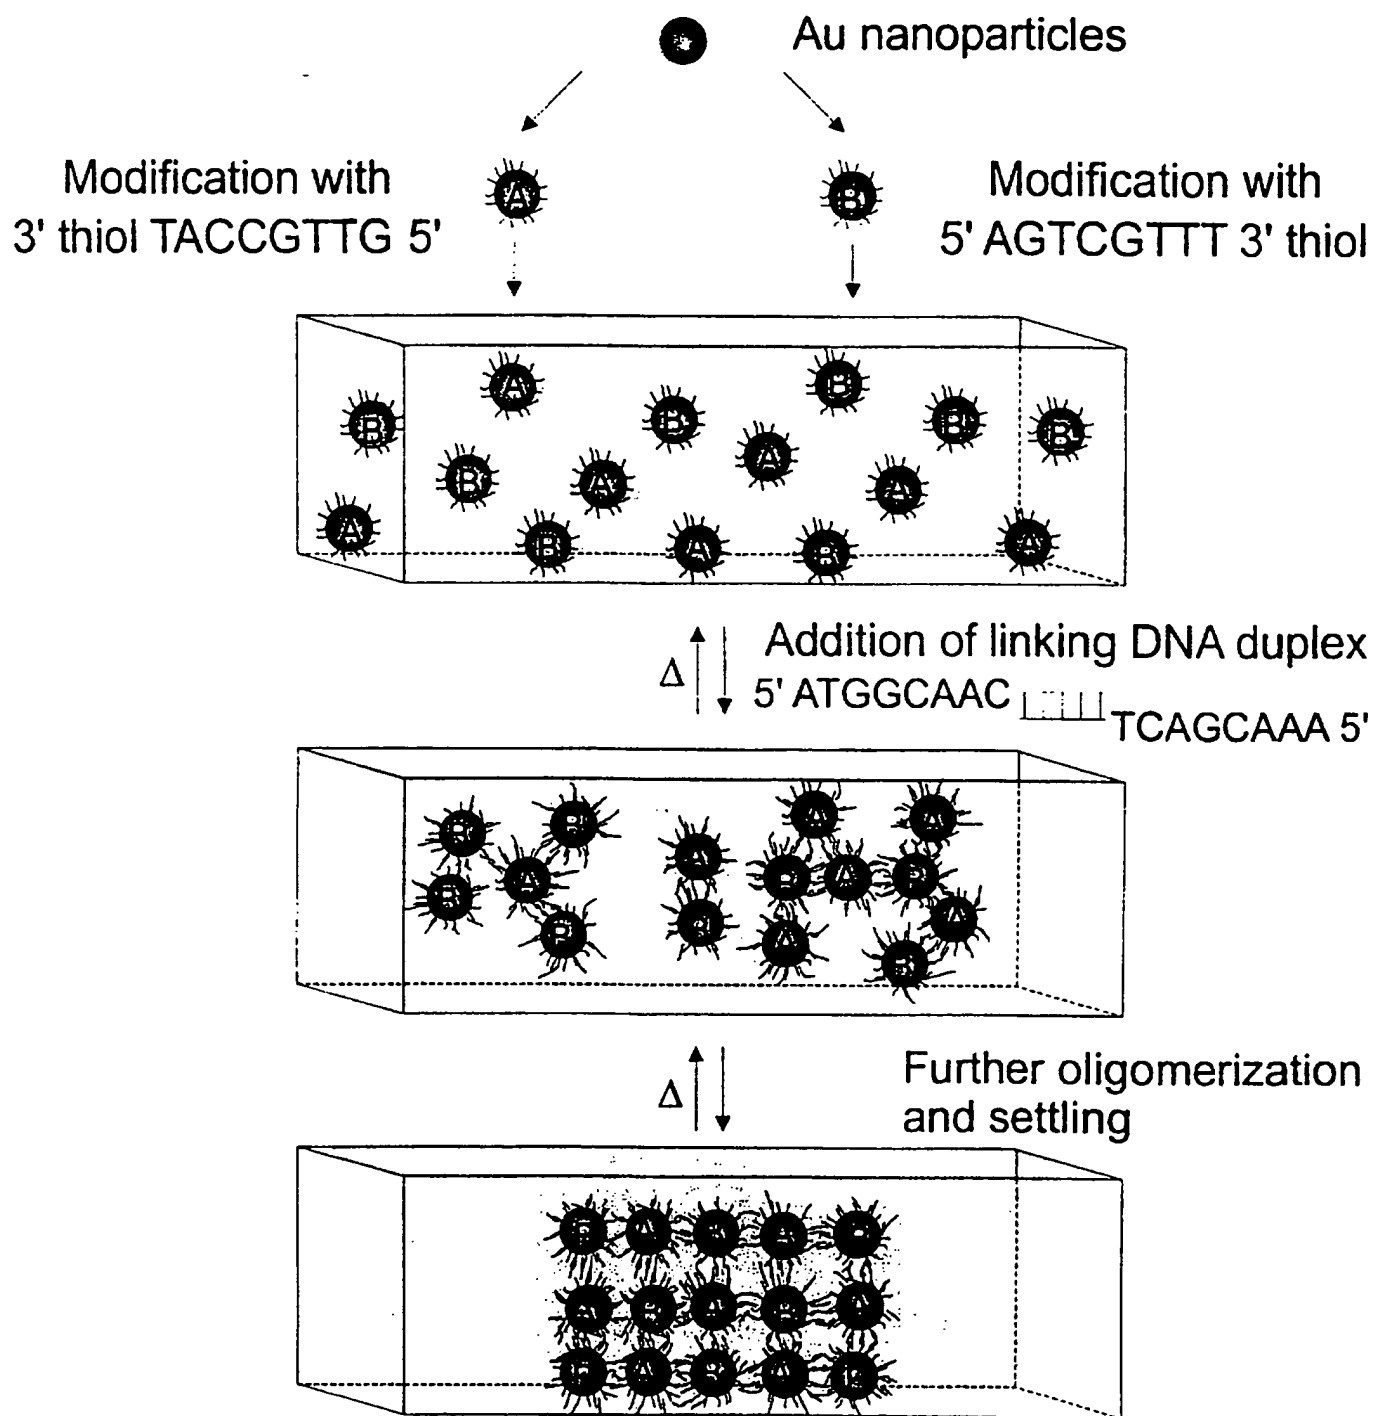 Au nanoparticles
Modification with
3' thiol TACCGTTG 5'
Modification with
5' AGTCGTTT 3' thiol
A
B
A
B
B
B
B
B
A
B
A
A
A
B
A
B
A
Addition of linking DNA duplex
Δ
5' ATGGCAAC
TCAGCAAA 5'
A
A
B
B
A
B
A
B
A
B
B
A
A
B
Further oligomerization
Δ
and settling
A
B
A
A
B
A
B
A
A
B
A